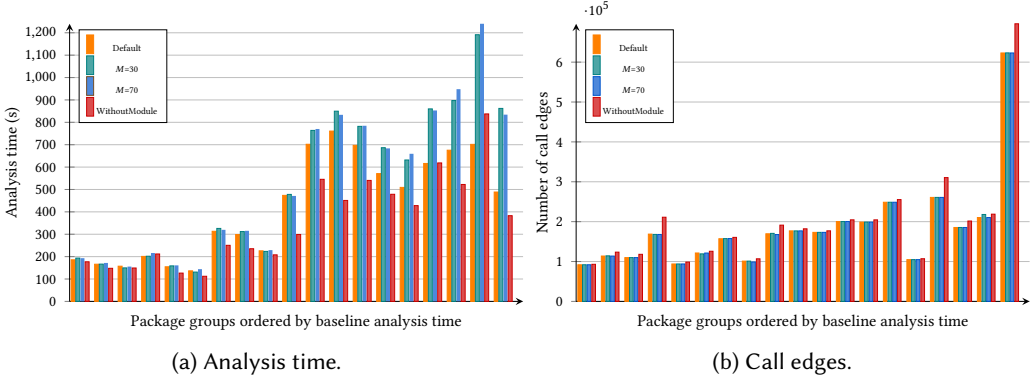 1,200
1,100
1,000
900
800
700
600
500
400
300
200
100
0
Analysis time (s)
Default
M=30
M=70
WithoutModule
Package groups ordered by baseline analysis time
(a) Analysis time.
·10⁵
6
5
4
3
2
1
0
Number of call edges
Default
M=30
M=70
WithoutModule
Package groups ordered by baseline analysis time
(b) Call edges.